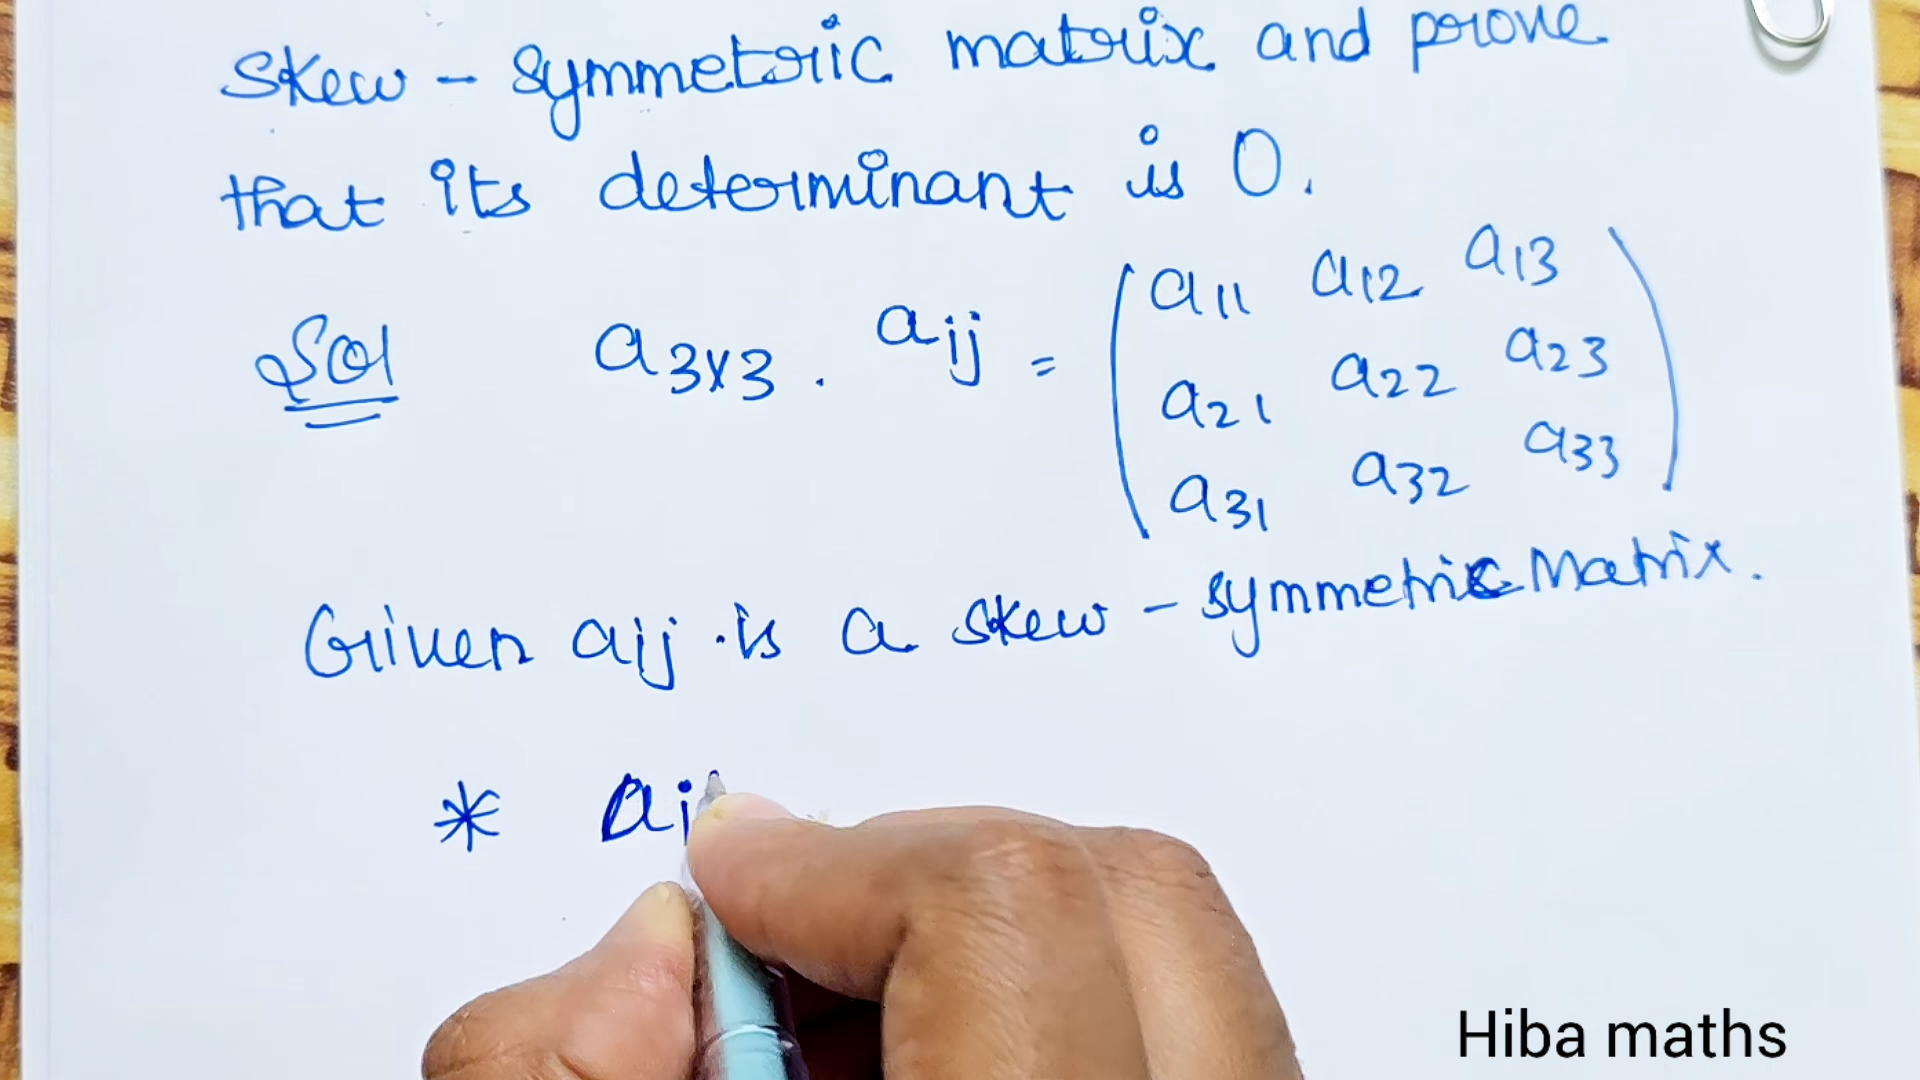 Skew - symmetric matrix and prove
that its determinant is 0.
Sol a3x3. aij = ( a11 a12 a13
a21 a22 a23
a31 a32 a33 )
Given aij is a skew - symmetric Matrix.
* ai
Hiba maths